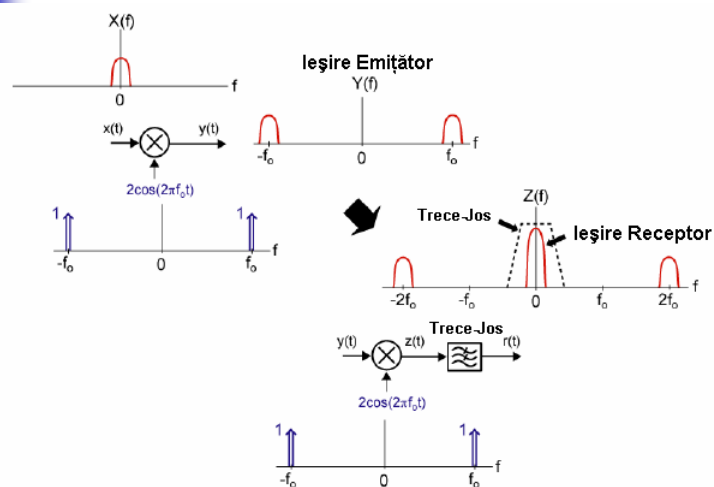 X(f)
f
0
x(t)
y(t)
2cos(2πfₒt)
1
1
-fₒ
0
fₒ
f
Ieşire Emiţător
Y(f)
-fₒ
0
fₒ
f
Z(f)
Trece-Jos
Ieşire Receptor
-2fₒ
-fₒ
0
fₒ
2fₒ
f
Trece-Jos
y(t)
z(t)
r(t)
2cos(2πfₒt)
1
1
-fₒ
0
fₒ
f